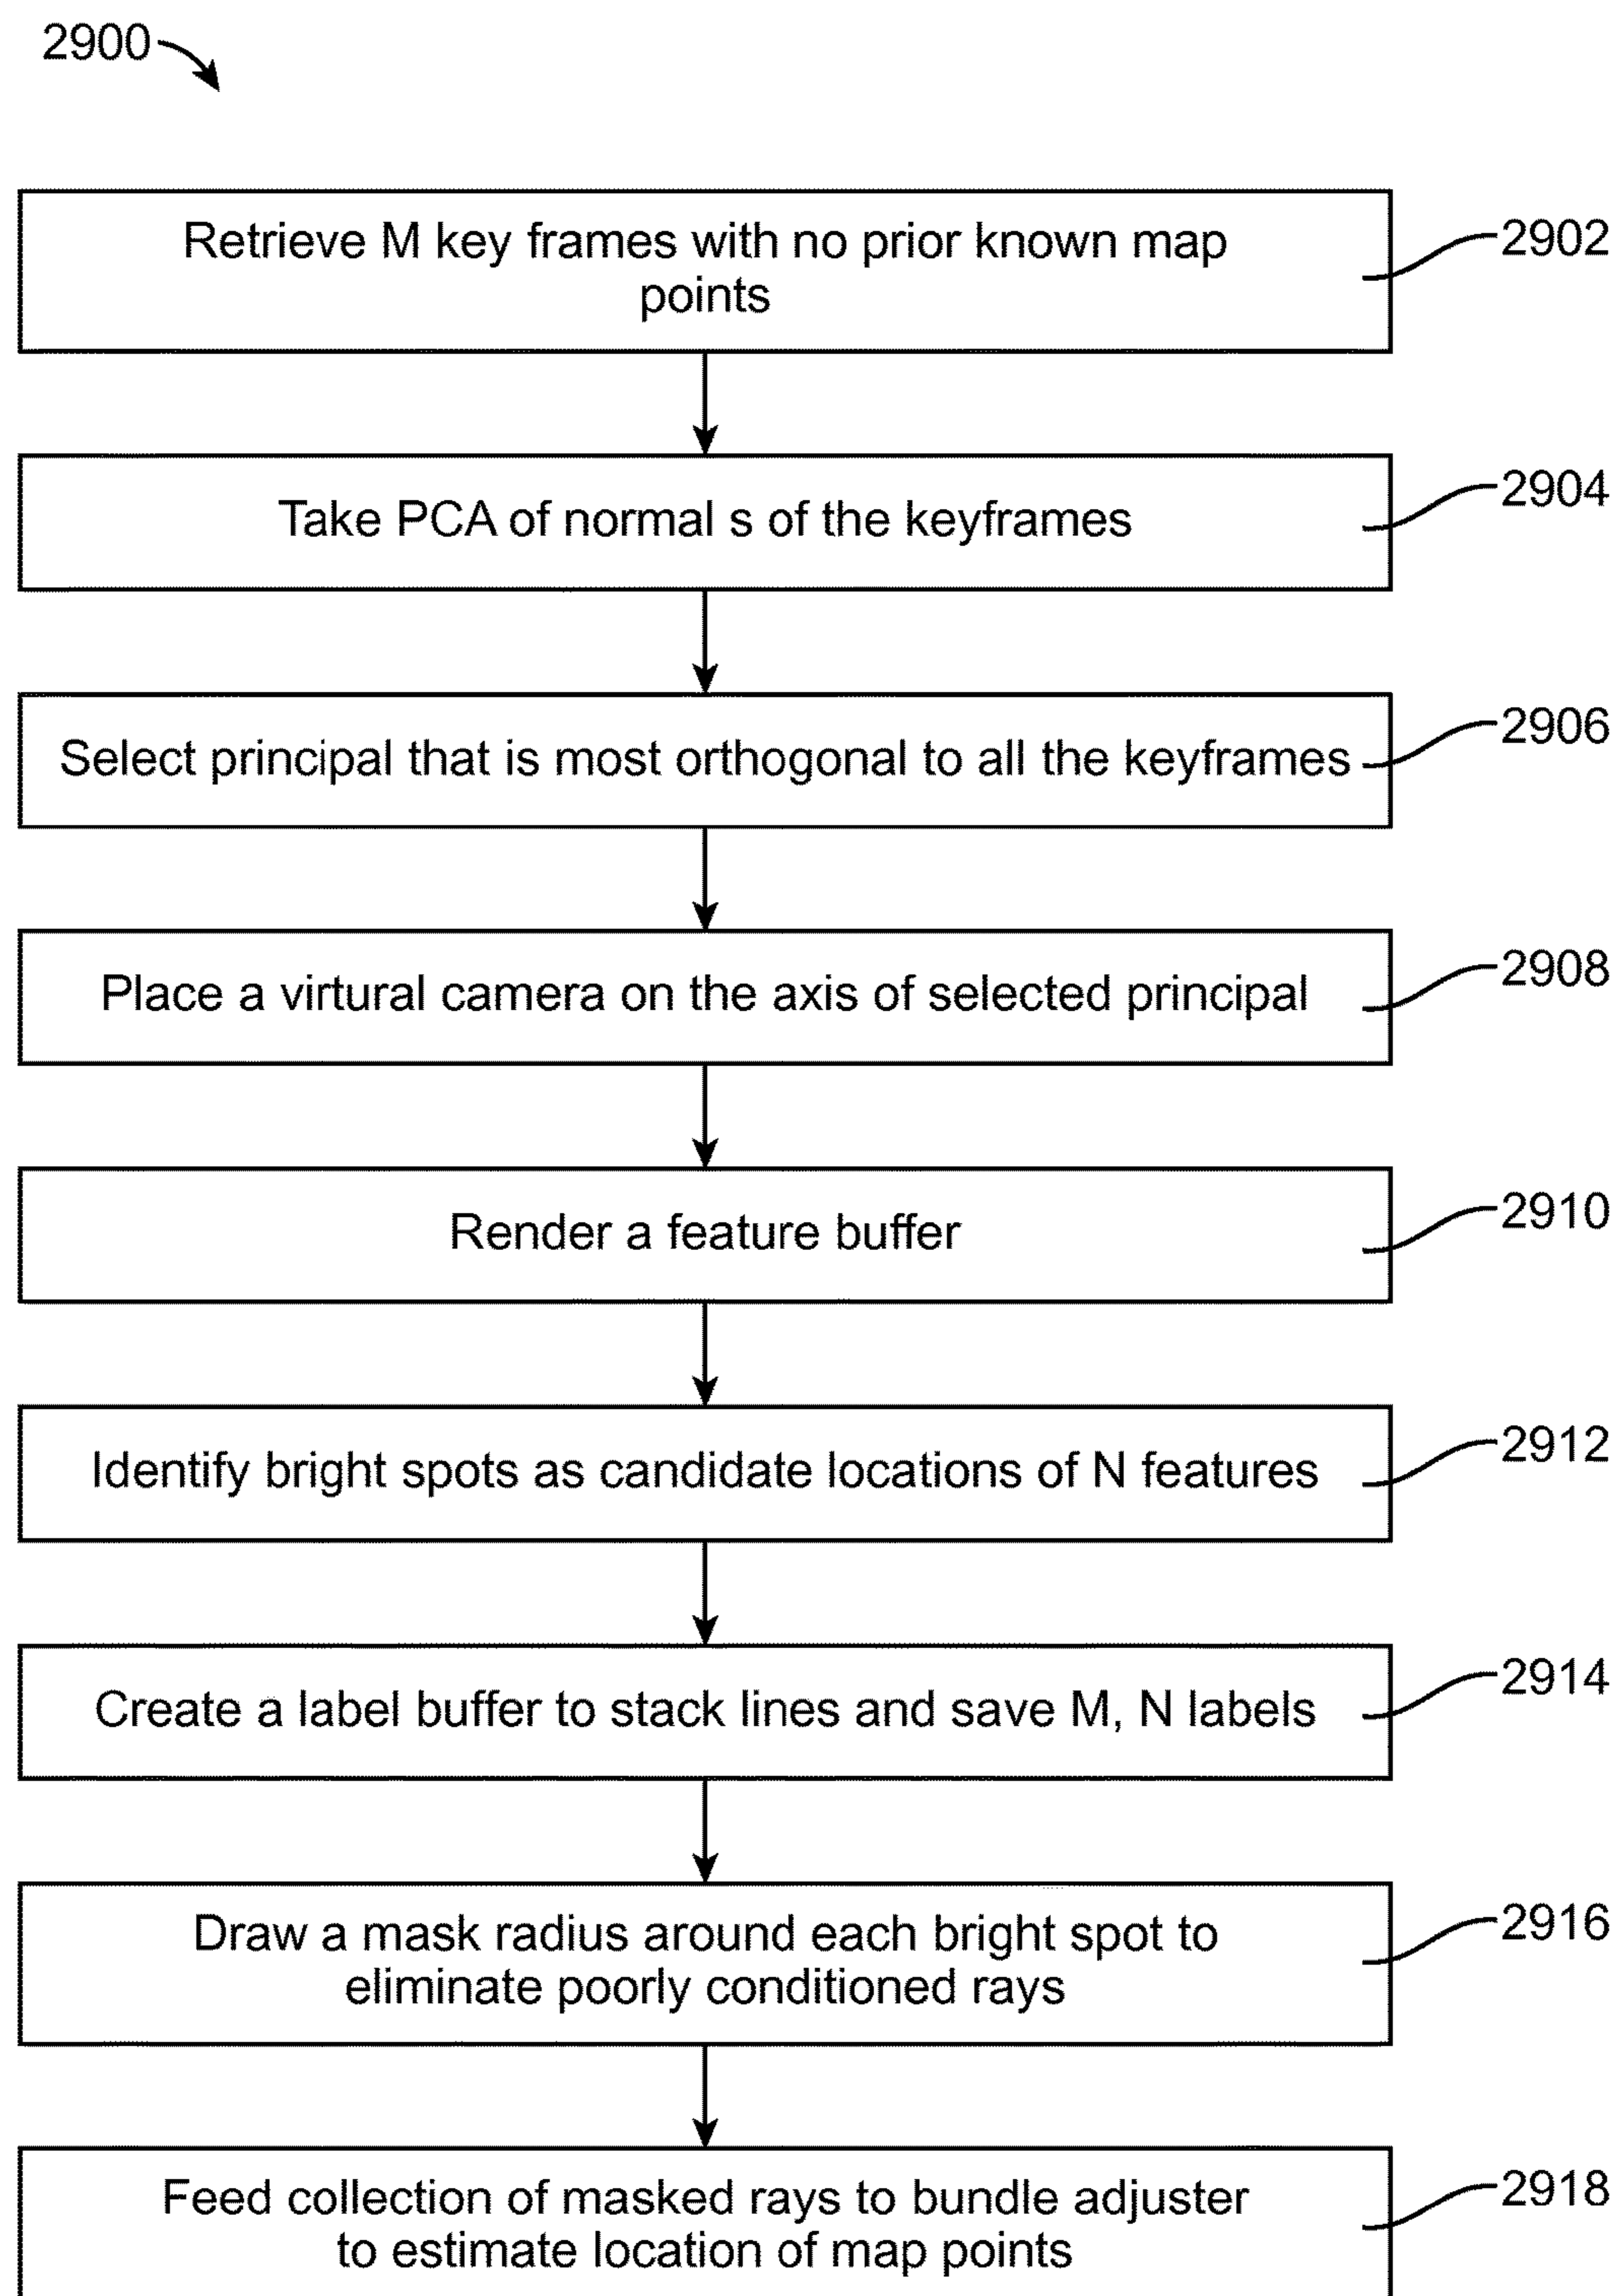 2900
Retrieve M key frames with no prior known map
points
2902
Take PCA of normal s of the keyframes
2904
Select principal that is most orthogonal to all the keyframes
2906
Place a virtural camera on the axis of selected principal
2908
Render a feature buffer
2910
Identify bright spots as candidate locations of N features
2912
Create a label buffer to stack lines and save M, N labels
2914
Draw a mask radius around each bright spot to
eliminate poorly conditioned rays
2916
Feed collection of masked rays to bundle adjuster
to estimate location of map points
2918